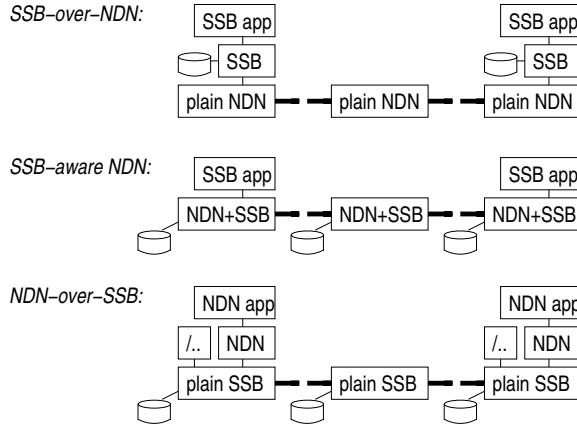 SSB–over–NDN:
SSB app SSB app
SSB SSB
plain NDN plain NDN plain NDN
SSB–aware NDN:
SSB app SSB app
NDN+SSB NDN+SSB NDN+SSB
NDN–over–SSB:
NDN app NDN app
/.. NDN /.. NDN
plain SSB plain SSB plain SSB